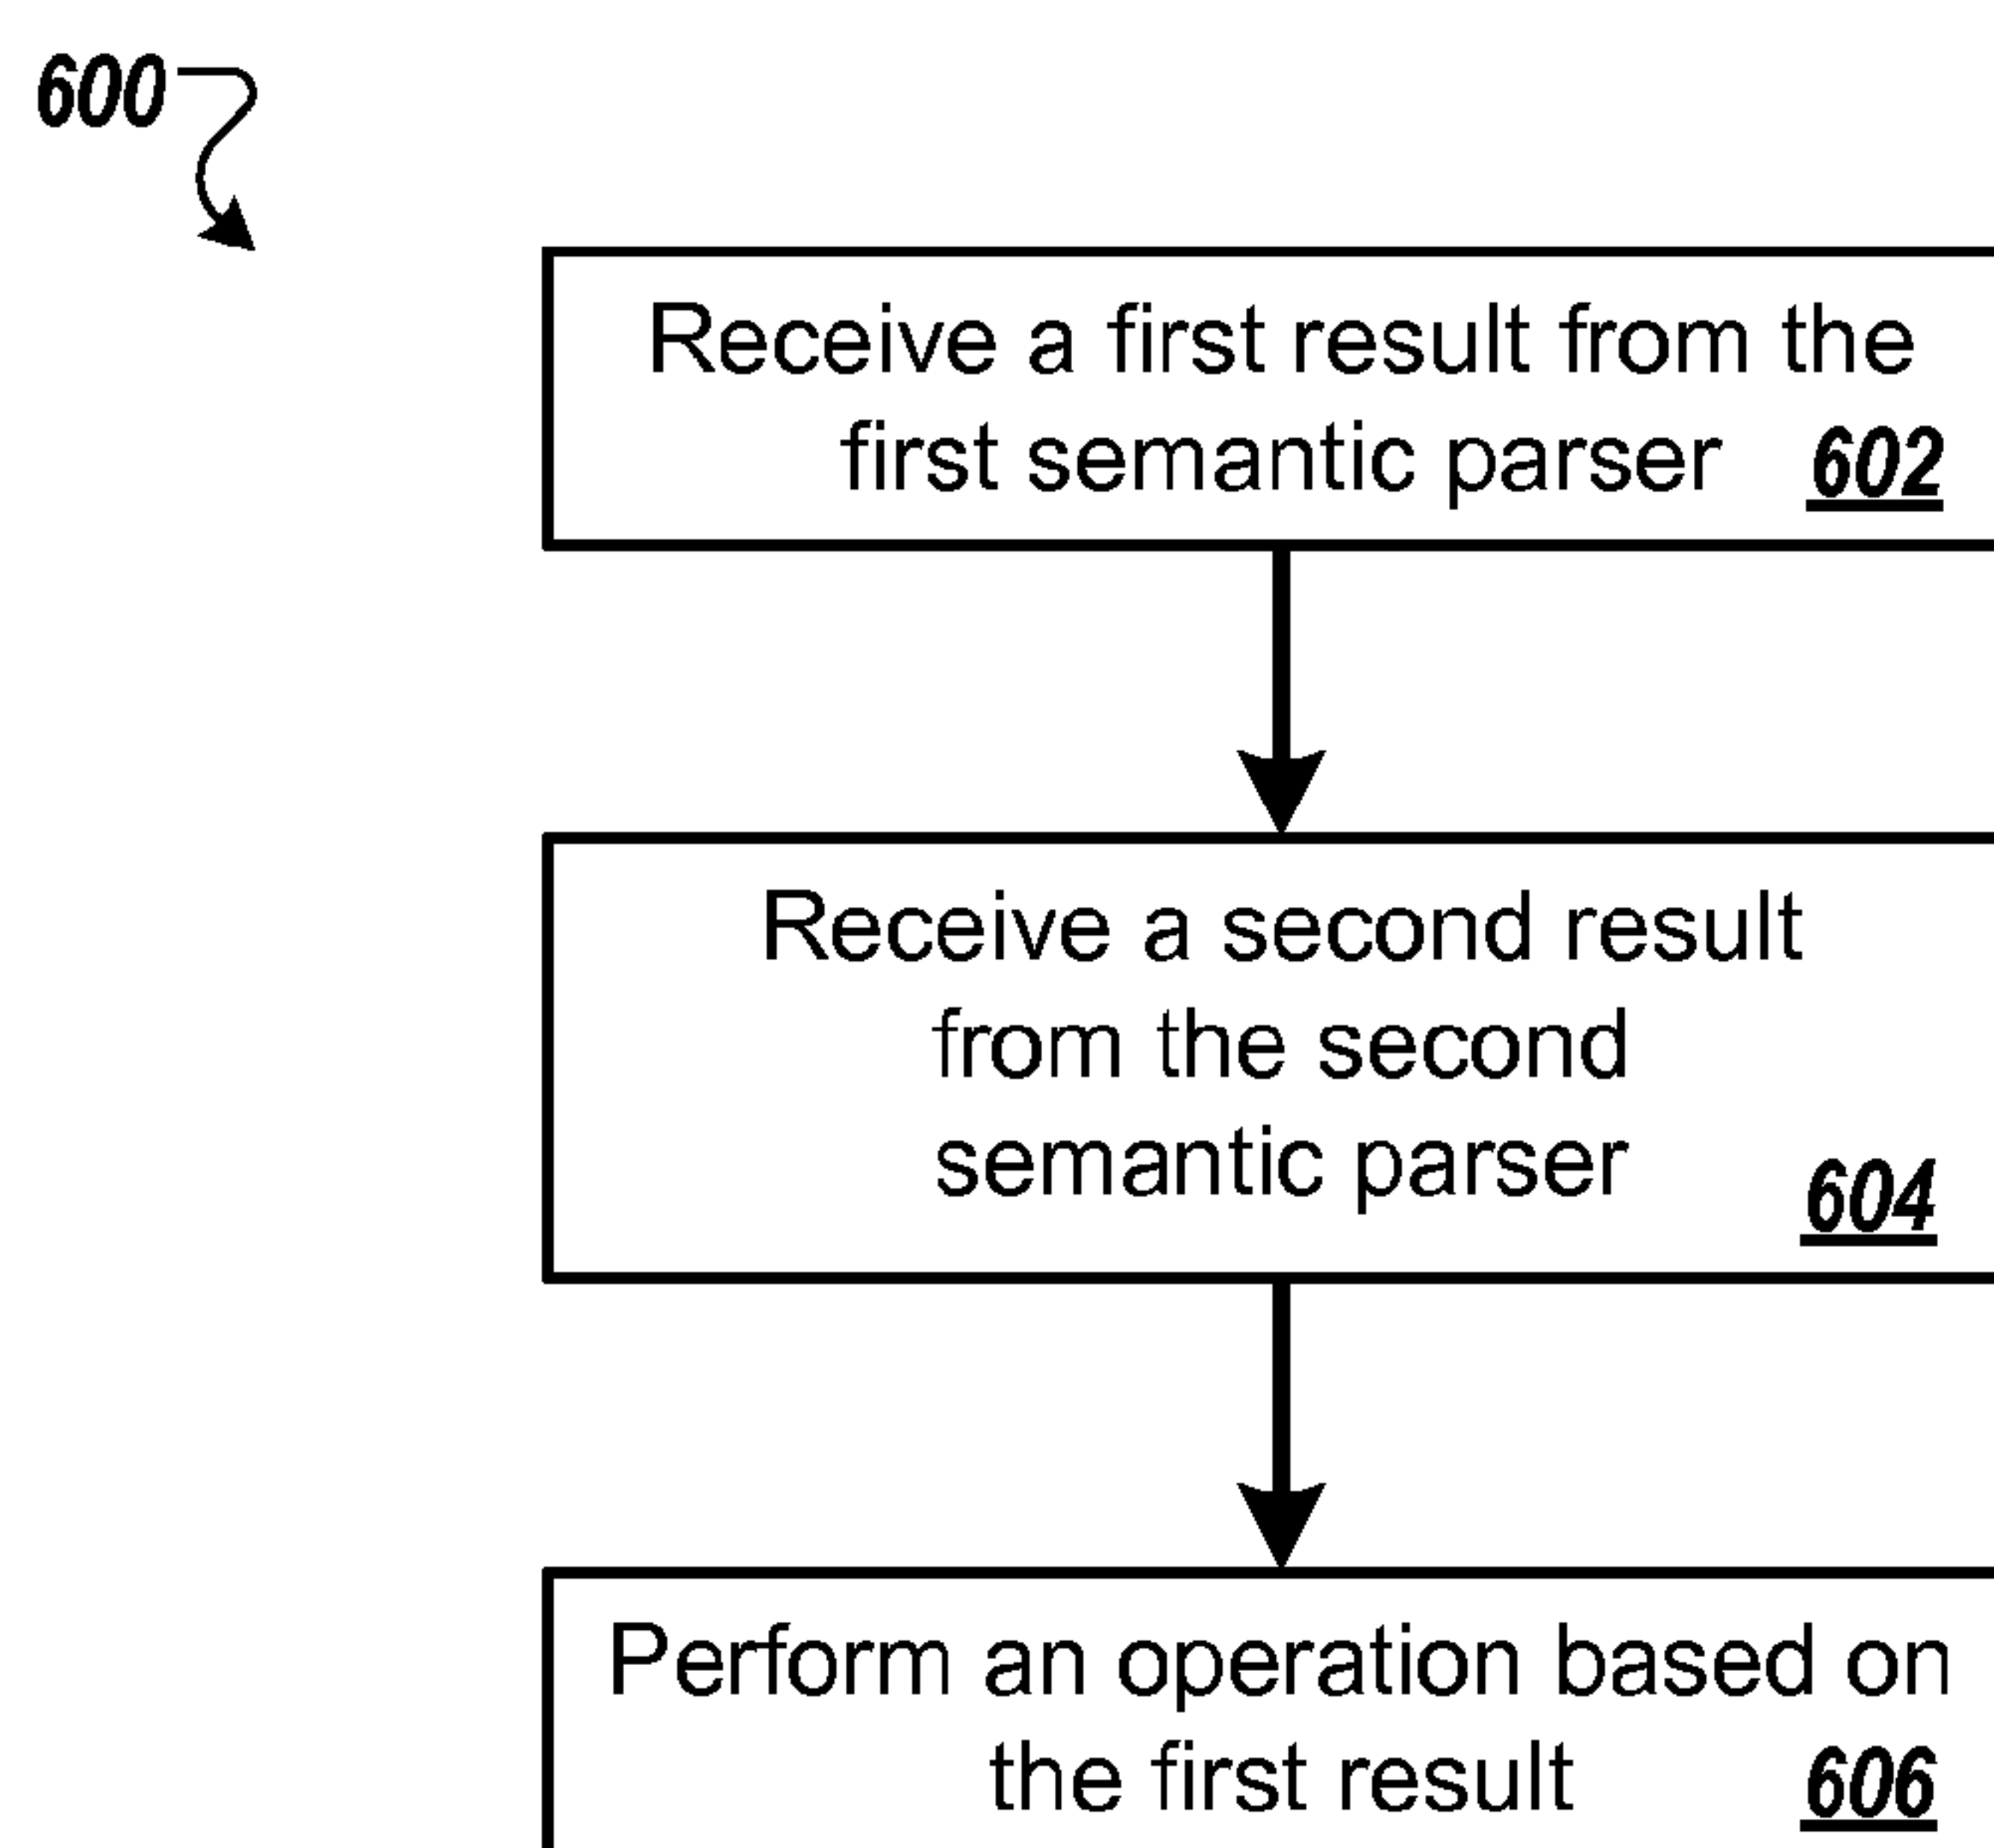 600
Receive a first result from the
first semantic parser 602
Receive a second result
from the second
semantic parser 604
Perform an operation based on
the first result 606